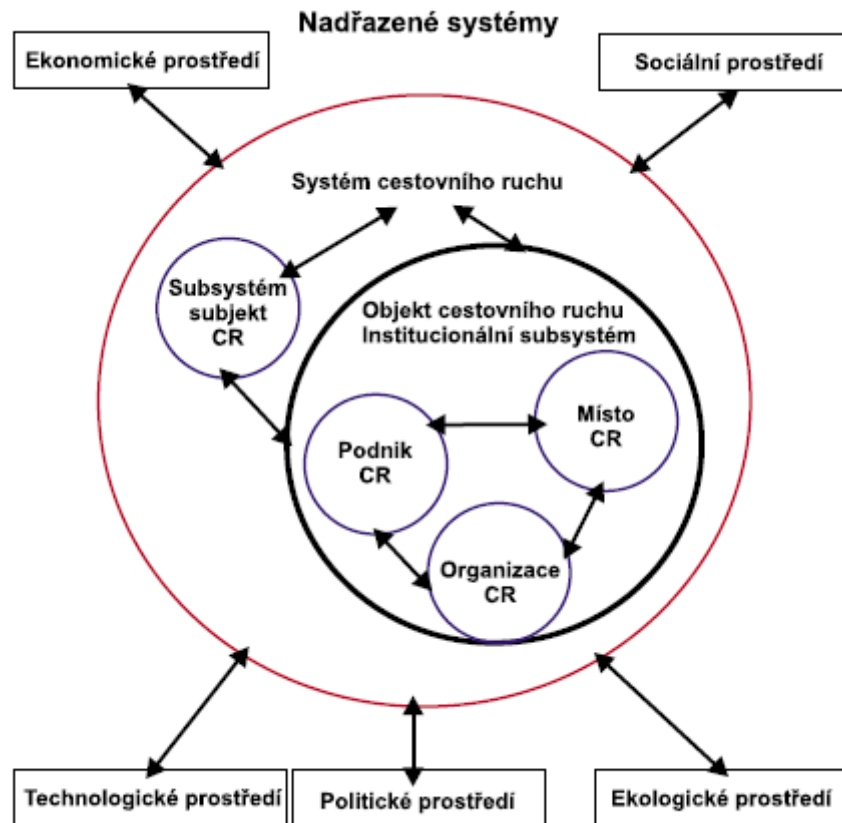 Nadřazené systémy
Ekonomické prostředí
Sociální prostředí
Systém cestovního ruchu
Subsystém
subjekt
CR
Objekt cestovního ruchu
Institucionální subsystém
Podnik
CR
Místo
CR
Organizace
CR
Technologické prostředí
Politické prostředí
Ekologické prostředí